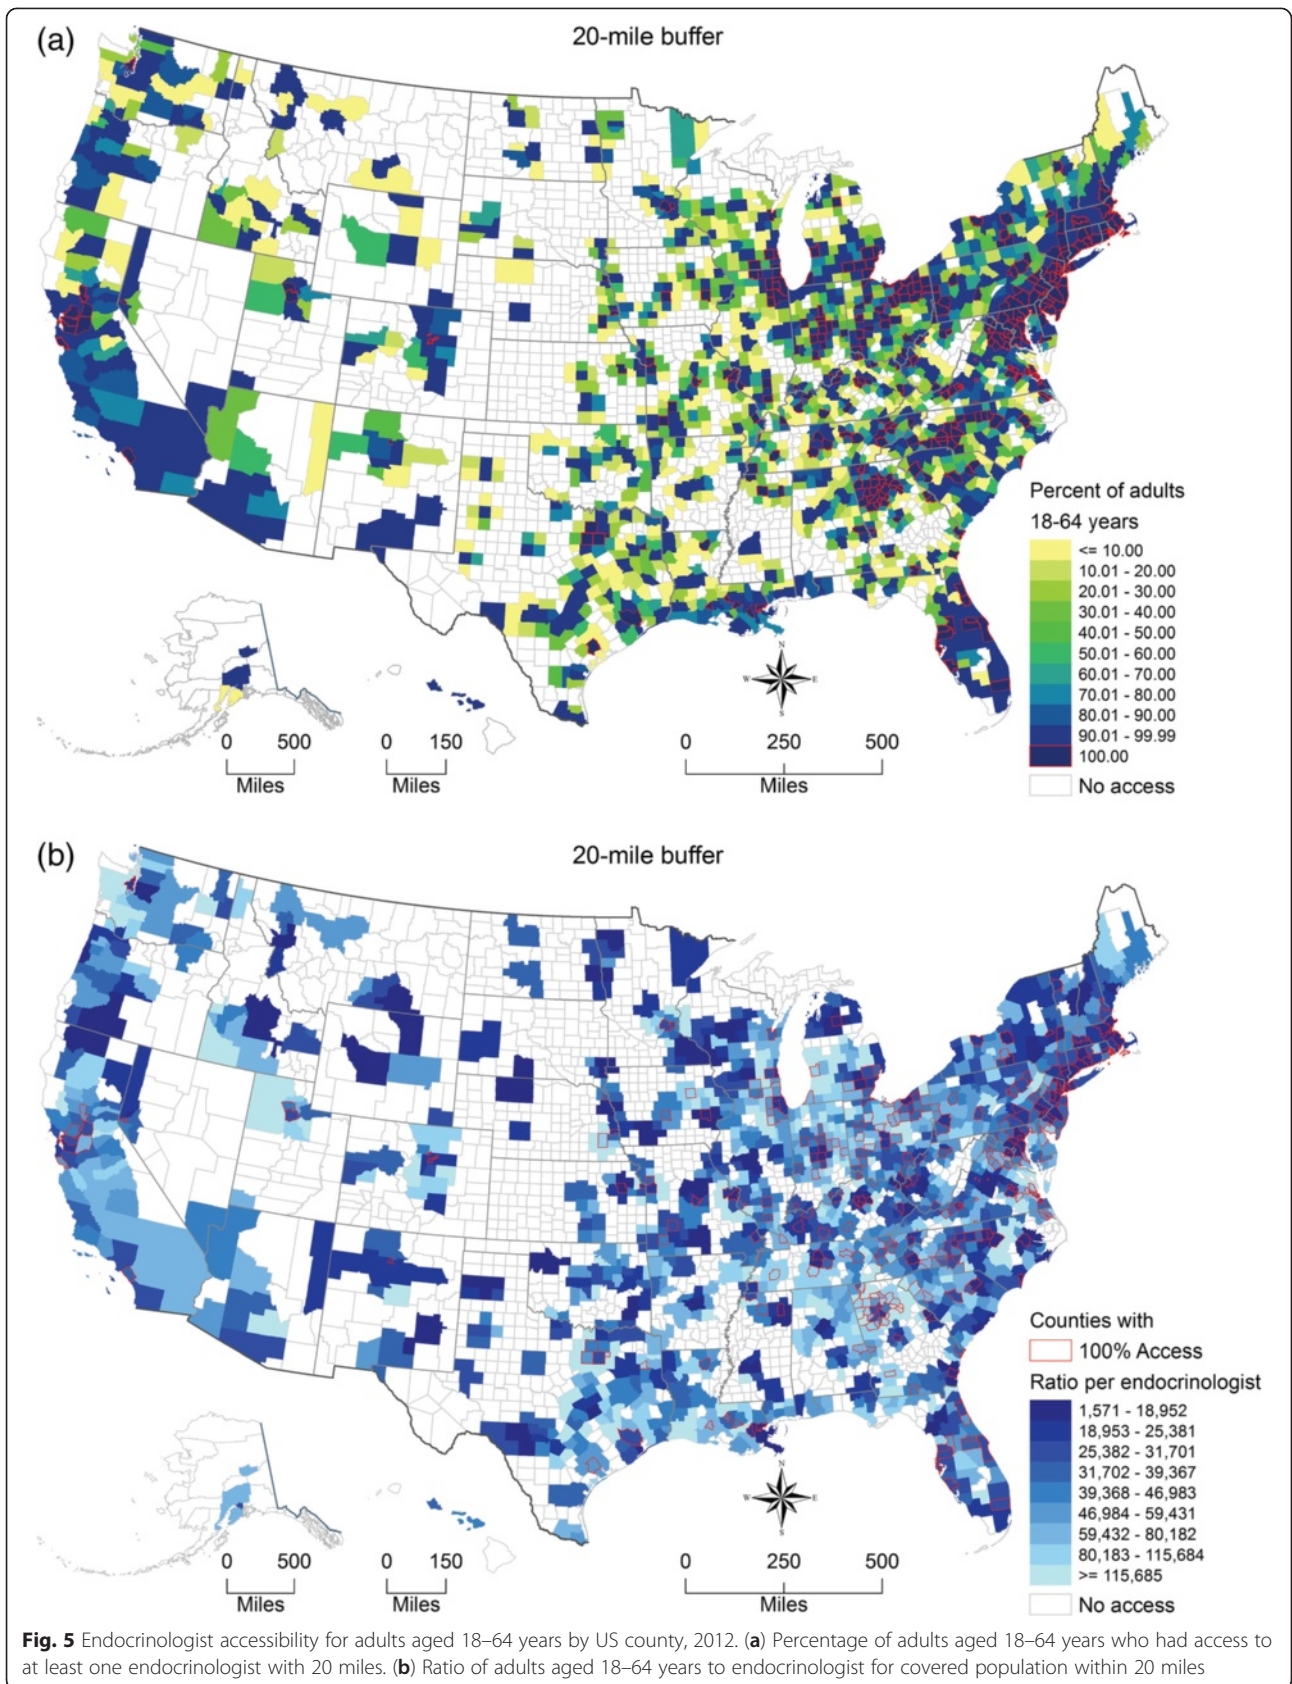 (a)
20-mile buffer
Percent of adults
18-64 years
<= 10.00
10.01 - 20.00
20.01 - 30.00
30.01 - 40.00
40.01 - 50.00
50.01 - 60.00
60.01 - 70.00
70.01 - 80.00
80.01 - 90.00
90.01 - 99.99
100.00
No access
N
W E
S
0 500
Miles
0 150
Miles
0 250 500
Miles
(b)
20-mile buffer
Counties with
100% Access
Ratio per endocrinologist
1,571 - 18,952
18,953 - 25,381
25,382 - 31,701
31,702 - 39,367
39,368 - 46,983
46,984 - 59,431
59,432 - 80,182
80,183 - 115,684
>= 115,685
No access
N
W E
S
0 500
Miles
0 150
Miles
0 250 500
Miles
Fig. 5 Endocrinologist accessibility for adults aged 18–64 years by US county, 2012. (a) Percentage of adults aged 18–64 years who had access to
at least one endocrinologist with 20 miles. (b) Ratio of adults aged 18–64 years to endocrinologist for covered population within 20 miles